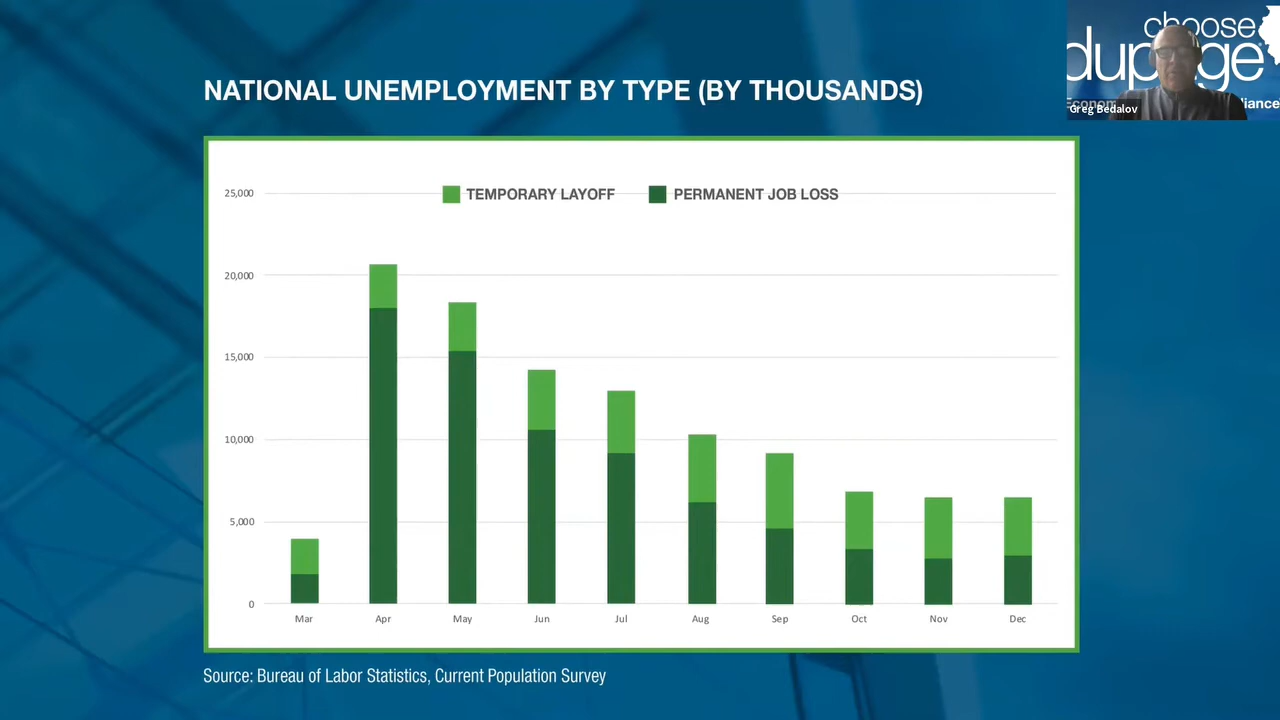 choose
dupage
Greg Bedalov
NATIONAL UNEMPLOYMENT BY TYPE (BY THOUSANDS)
TEMPORARY LAYOFF PERMANENT JOB LOSS
25,000
20,000
15,000
10,000
5,000
0
Mar Apr May Jun Jul Aug Sep Oct Nov Dec
Source: Bureau of Labor Statistics, Current Population Survey